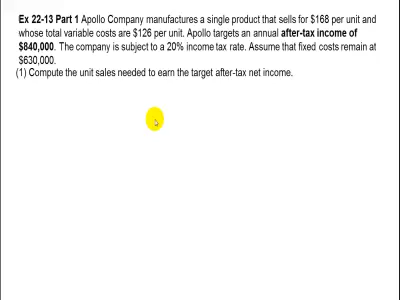 Ex 22-13 Part 1 Apollo Company manufactures a single product that sells for $168 per unit and
whose total variable costs are $126 per unit. Apollo targets an annual after-tax income of
$840,000. The company is subject to a 20% income tax rate. Assume that fixed costs remain at
$630,000.
(1) Compute the unit sales needed to earn the target after-tax net income.